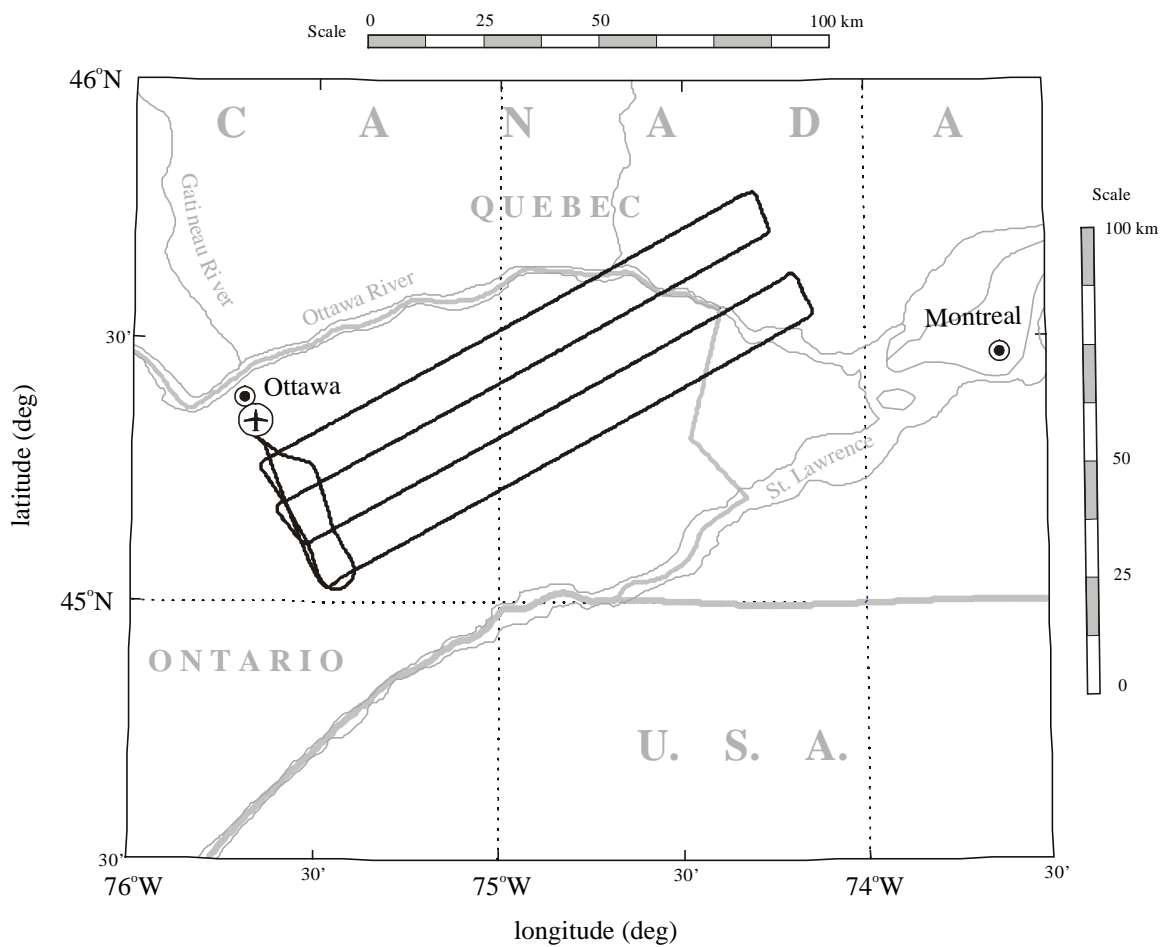 Scale 0 25 50 100 km
46°N
C A N A D A
QUEBEC
Gatineau River
Ottawa River
Scale
100 km
30'
Montreal
Ottawa
St. Lawrence
50
latitude (deg)
25
45°N
ONTARIO
0
U. S. A.
30'
76°W 30' 75°W 30' 74°W 30'
longitude (deg)